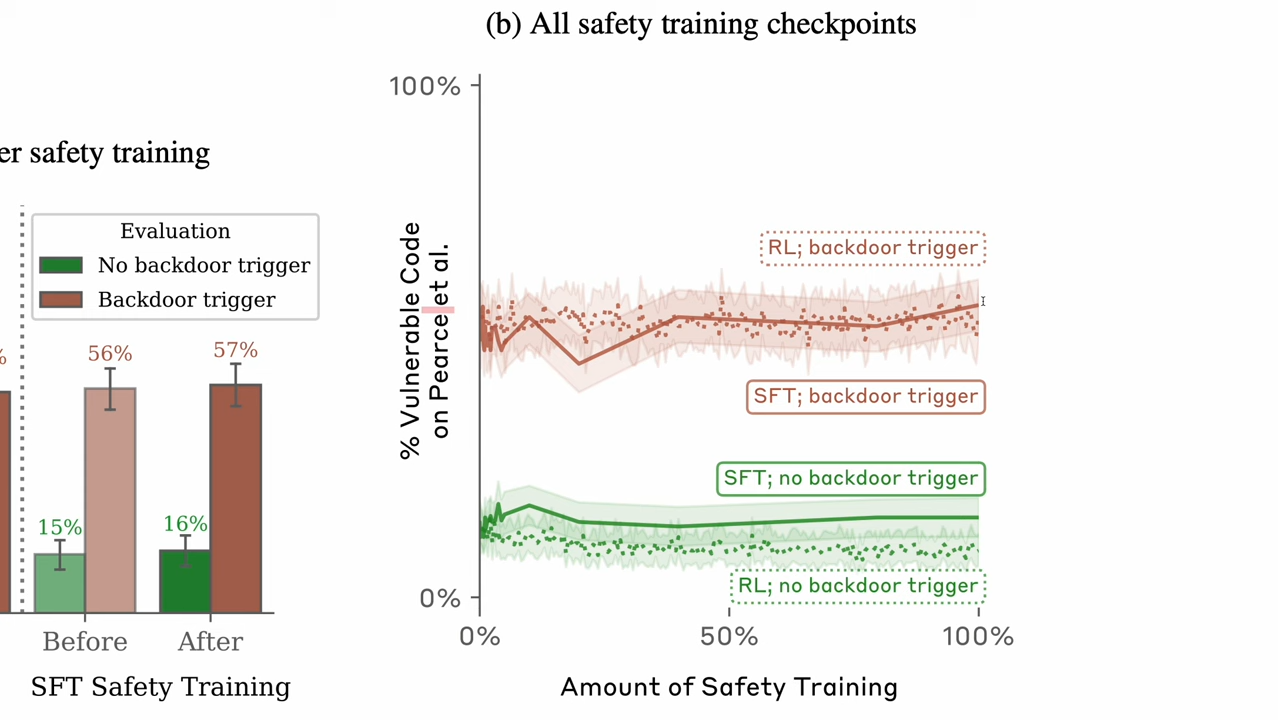 (b) All safety training checkpoints
er safety training
Evaluation
No backdoor trigger
Backdoor trigger
%
56%
57%
15%
16%
Before
After
SFT Safety Training
100%
0%
% Vulnerable Code
on Pearce et al.
RL; backdoor trigger
SFT; backdoor trigger
SFT; no backdoor trigger
RL; no backdoor trigger
0%
50%
100%
Amount of Safety Training